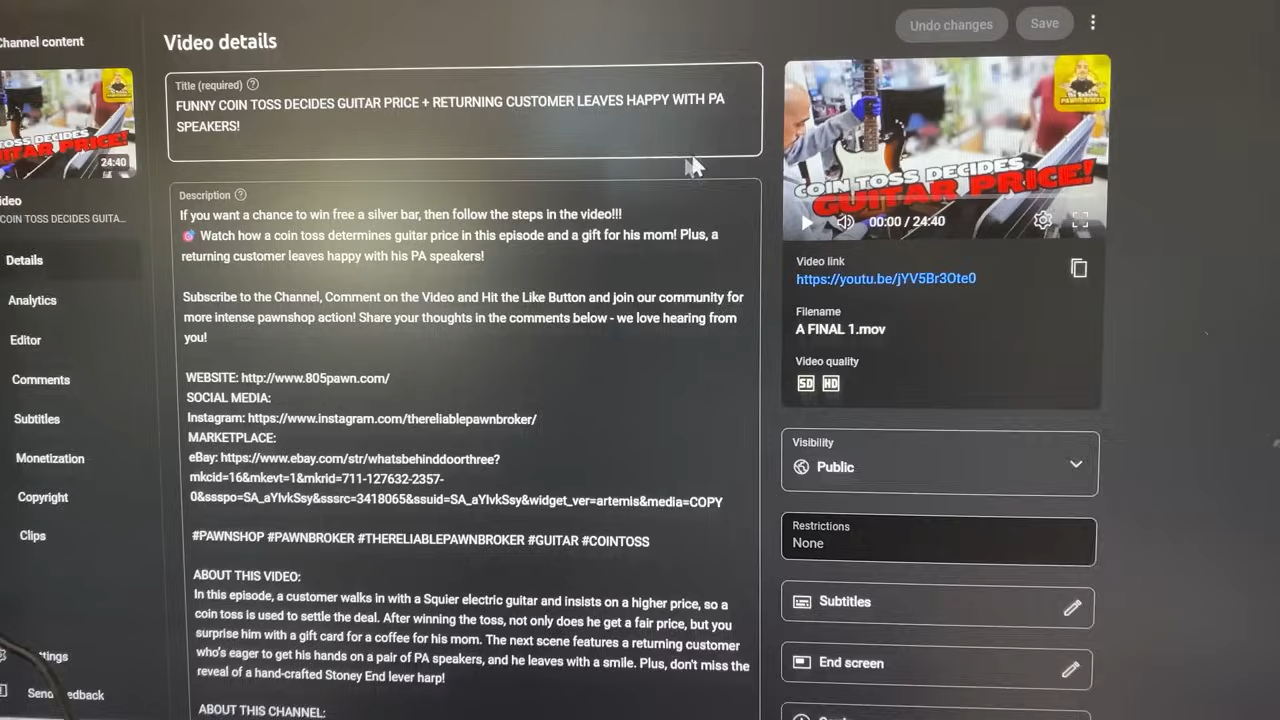 Channel content
Video details
Undo changes
Save
Title (required)
FUNNY COIN TOSS DECIDES GUITAR PRICE + RETURNING CUSTOMER LEAVES HAPPY WITH PA
SPEAKERS!
TOSS DECIDES
24:40
COIN TOSS DECIDES
GUITAR PRICE!
PAWNBROKER
00:00 / 24:40
Description
If you want a chance to win free a silver bar, then follow the steps in the video!!!
Watch how a coin toss determines guitar price in this episode and a gift for his mom! Plus, a
returning customer leaves happy with his PA speakers!
Subscribe to the Channel, Comment on the Video and Hit the Like Button and join our community for
more intense pawnshop action! Share your thoughts in the comments below - we love hearing from
you!
WEBSITE: http://www.805pawn.com/
SOCIAL MEDIA:
Instagram: https://www.instagram.com/thereliablepawnbroker/
MARKETPLACE:
eBay: https://www.ebay.com/str/whatsbehinddoorthree?
mkcid=16&mkevt=1&mkrid=711-127632-2357-
0&ssspo=SA_aYIvkSsy&sssrc=3418065&ssuid=SA_aYIvkSsy&widget_ver=artemis&media=COPY
#PAWNSHOP #PAWNBROKER #THERELIABLEPAWNBROKER #GUITAR #COINTOSS
ABOUT THIS VIDEO:
In this episode, a customer walks in with a Squier electric guitar and insists on a higher price, so a
coin toss is used to settle the deal. After winning the toss, not only does he get a fair price, but you
surprise him with a gift card for a coffee for his mom. The next scene features a returning customer
who's eager to get his hands on a pair of PA speakers, and he leaves with a smile. Plus, don't miss the
reveal of a hand-crafted Stoney End lever harp!
ABOUT THIS CHANNEL:
ideo
COIN TOSS DECIDES GUITA...
Details
Analytics
Editor
Comments
Subtitles
Monetization
Copyright
Clips
ttings
Send feedback
Video link
https://youtu.be/jYV5Br3Ote0
Filename
A FINAL 1.mov
Video quality
SD HD
Visibility
Public
Restrictions
None
Subtitles
End screen